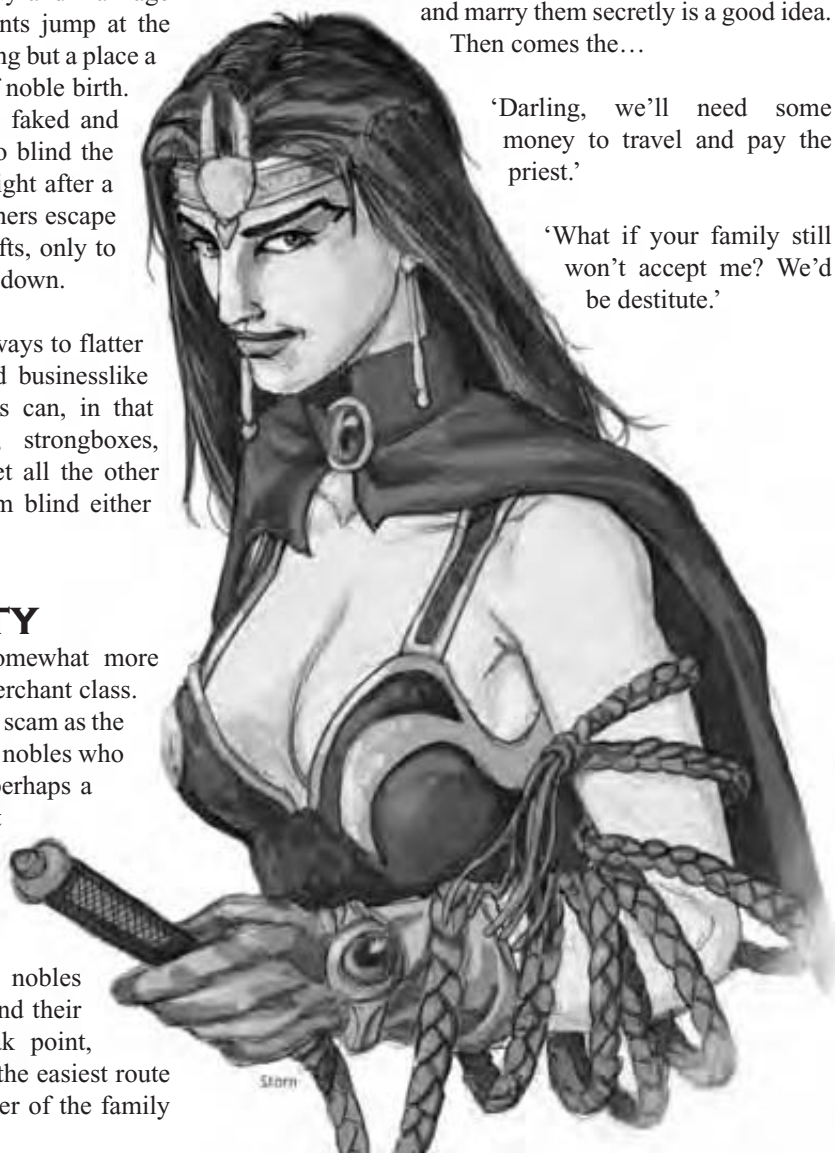 y and marriage
nts jump at the
ng but a place a
f noble birth.
faked and
o blind the
ight after a
ners escape
fts, only to
down.
ways to flatter
d businesslike
s can, in that
strongboxes,
et all the other
m blind either
TY
omewhat more
erchant class.
scam as the
nobles who
perhaps a
nobles
nd their
ak point,
the easiest route
er of the family
and marry them secretly is a good idea.
Then comes the…
‘Darling, we’ll need some
money to travel and pay the
priest.’
‘What if your family still
won’t accept me? We’d
be destitute.’
Storn